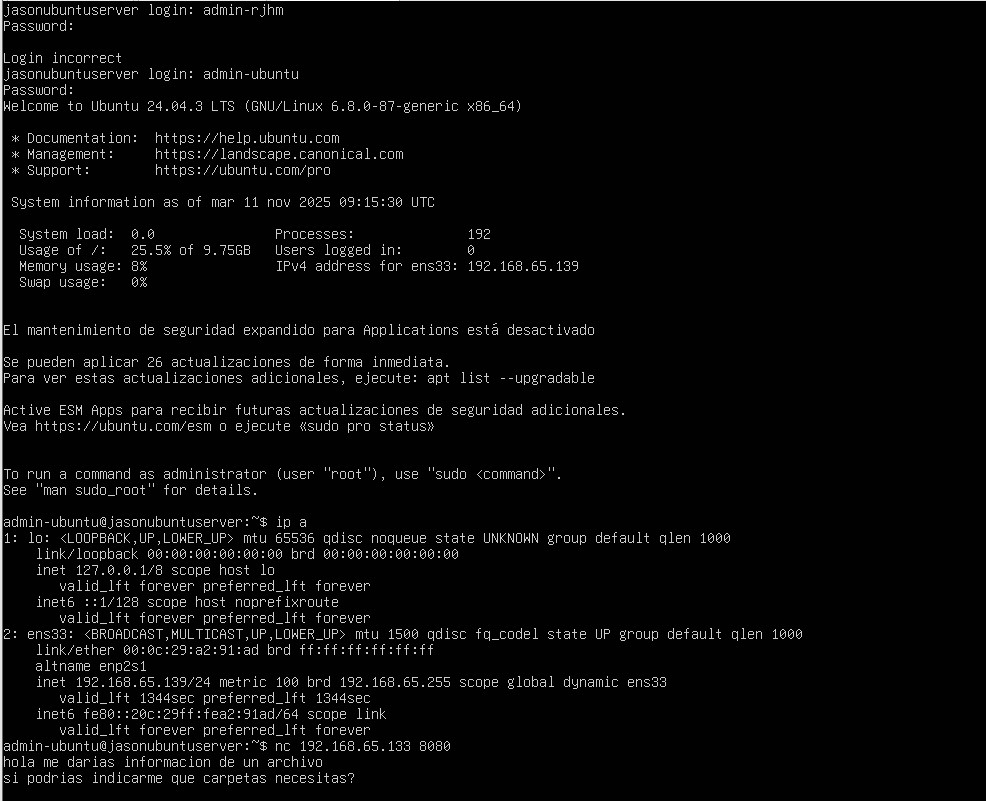 jasonubuntuserver login: admin-rjhm
Password:
Login incorrect
jasonubuntuserver login: admin-ubuntu
Password:
Welcome to Ubuntu 24.04.3 LTS (GNU/Linux 6.8.0-87-generic x86_64)
* Documentation:  https://help.ubuntu.com
* Management:     https://landscape.canonical.com
* Support:        https://ubuntu.com/pro
System information as of mar 11 nov 2025 09:15:30 UTC
System load:  0.0               Processes:              192
Usage of /:   25.5% of 9.75GB   Users logged in:        0
Memory usage: 8%                IPv4 address for ens33: 192.168.65.139
Swap usage:   0%
El mantenimiento de seguridad expandido para Applications está desactivado
Se pueden aplicar 26 actualizaciones de forma inmediata.
Para ver estas actualizaciones adicionales, ejecute: apt list --upgradable
Active ESM Apps para recibir futuras actualizaciones de seguridad adicionales.
Vea https://ubuntu.com/esm o ejecute «sudo pro status»
To run a command as administrator (user "root"), use "sudo <command>".
See "man sudo_root" for details.
admin-ubuntu@jasonubuntuserver:~$ ip a
1: lo: <LOOPBACK,UP,LOWER_UP> mtu 65536 qdisc noqueue state UNKNOWN group default qlen 1000
link/loopback 00:00:00:00:00:00 brd 00:00:00:00:00:00
inet 127.0.0.1/8 scope host lo
valid_lft forever preferred_lft forever
inet6 ::1/128 scope host noprefixroute
valid_lft forever preferred_lft forever
2: ens33: <BROADCAST,MULTICAST,UP,LOWER_UP> mtu 1500 qdisc fq_codel state UP group default qlen 1000
link/ether 00:0c:29:a2:91:ad brd ff:ff:ff:ff:ff:ff
altname enp2s1
inet 192.168.65.139/24 metric 100 brd 192.168.65.255 scope global dynamic ens33
valid_lft 1344sec preferred_lft 1344sec
inet6 fe80::20c:29ff:fea2:91ad/64 scope link
valid_lft forever preferred_lft forever
admin-ubuntu@jasonubuntuserver:~$ nc 192.168.65.133 8080
hola me darias informacion de un archivo
si podrias indicarme que carpetas necesitas?